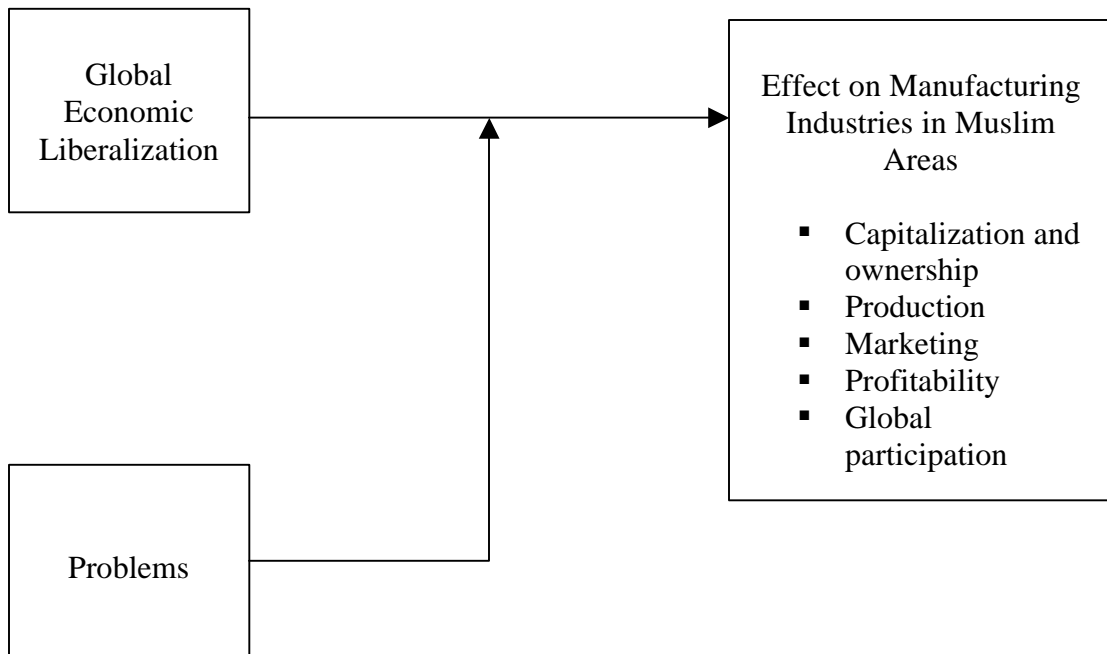 Global
Economic
Liberalization
Effect on Manufacturing
Industries in Muslim
Areas
▪ Capitalization and
ownership
▪ Production
▪ Marketing
▪ Profitability
▪ Global
participation
Problems